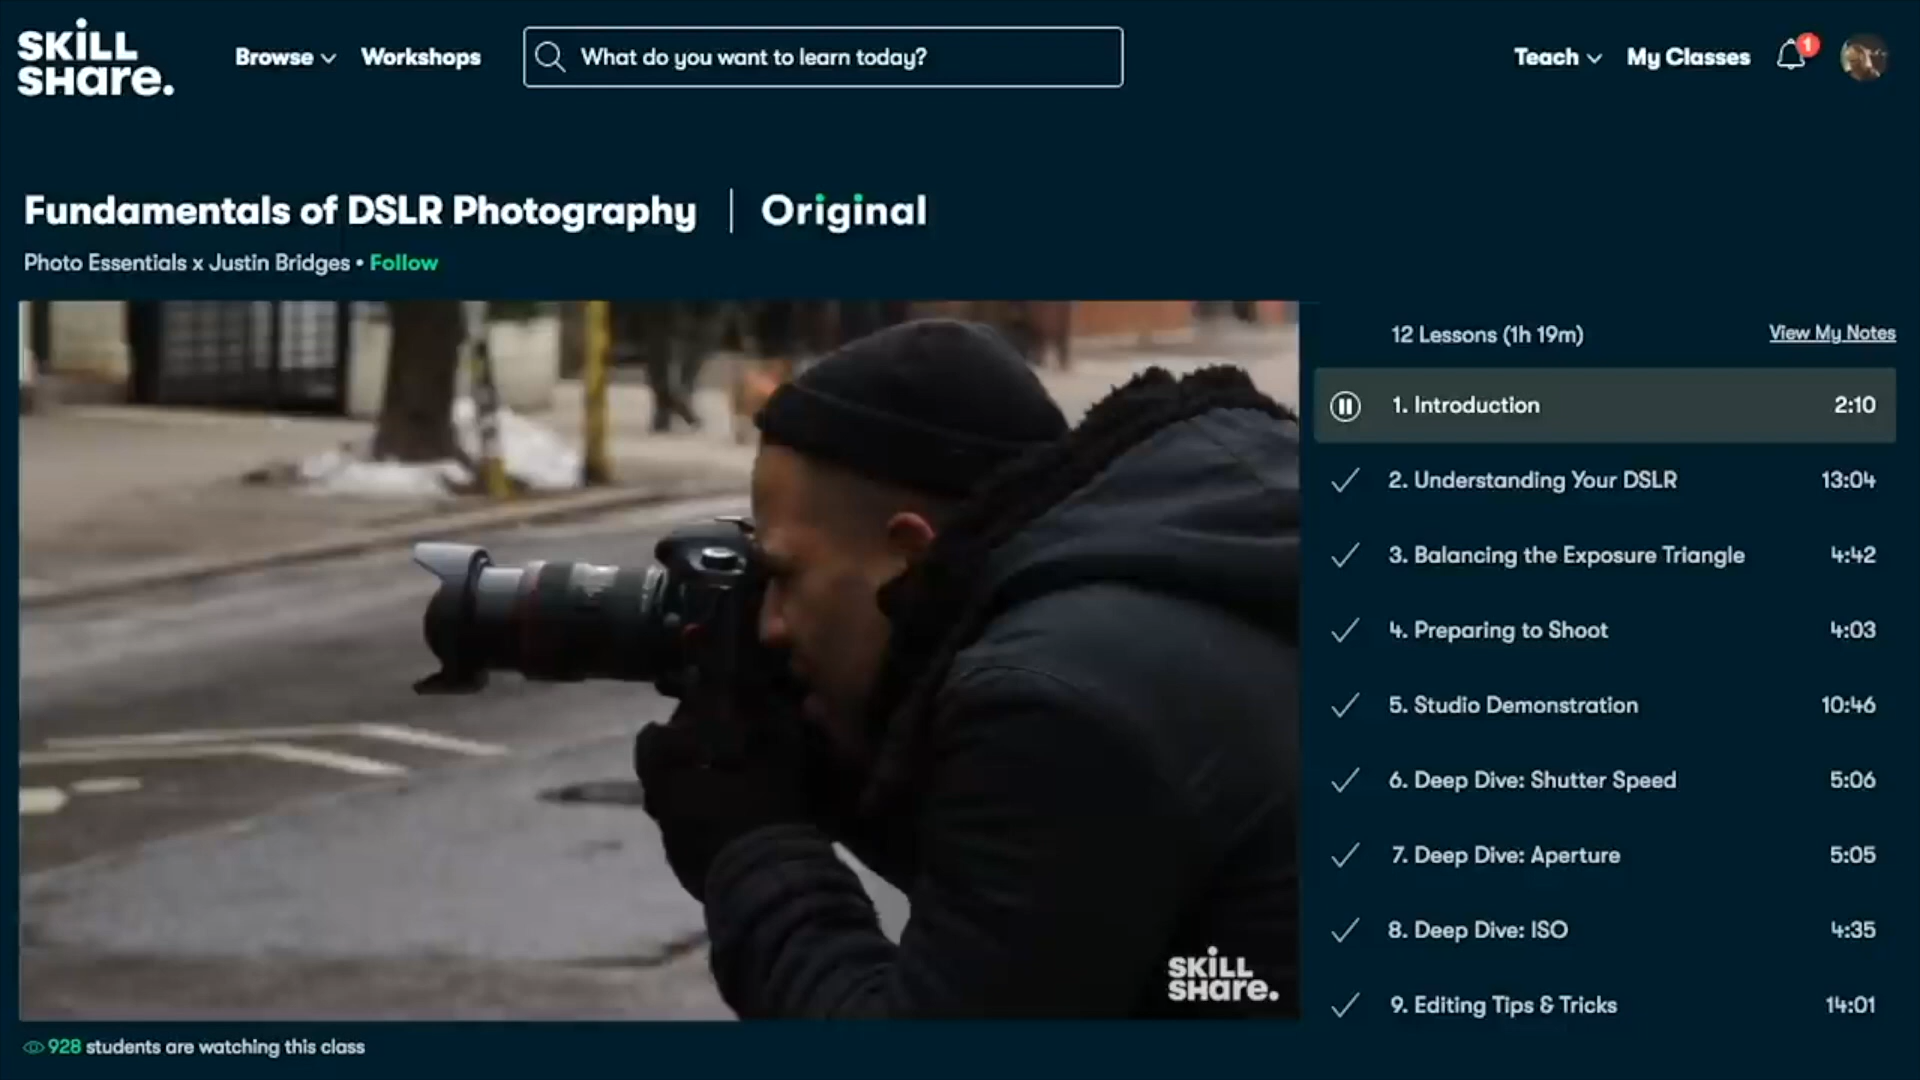 SKiLL
SHare.
Browse
Workshops
What do you want to learn today?
Teach
My Classes
1
Fundamentals of DSLR Photography | Original
Photo Essentials x Justin Bridges • Follow
12 Lessons (1h 19m)
View My Notes
1. Introduction 2:10
2. Understanding Your DSLR 13:04
3. Balancing the Exposure Triangle 4:42
4. Preparing to Shoot 4:03
5. Studio Demonstration 10:46
6. Deep Dive: Shutter Speed 5:06
7. Deep Dive: Aperture 5:05
8. Deep Dive: ISO 4:35
9. Editing Tips & Tricks 14:01
SKiLL
SHare.
928 students are watching this class